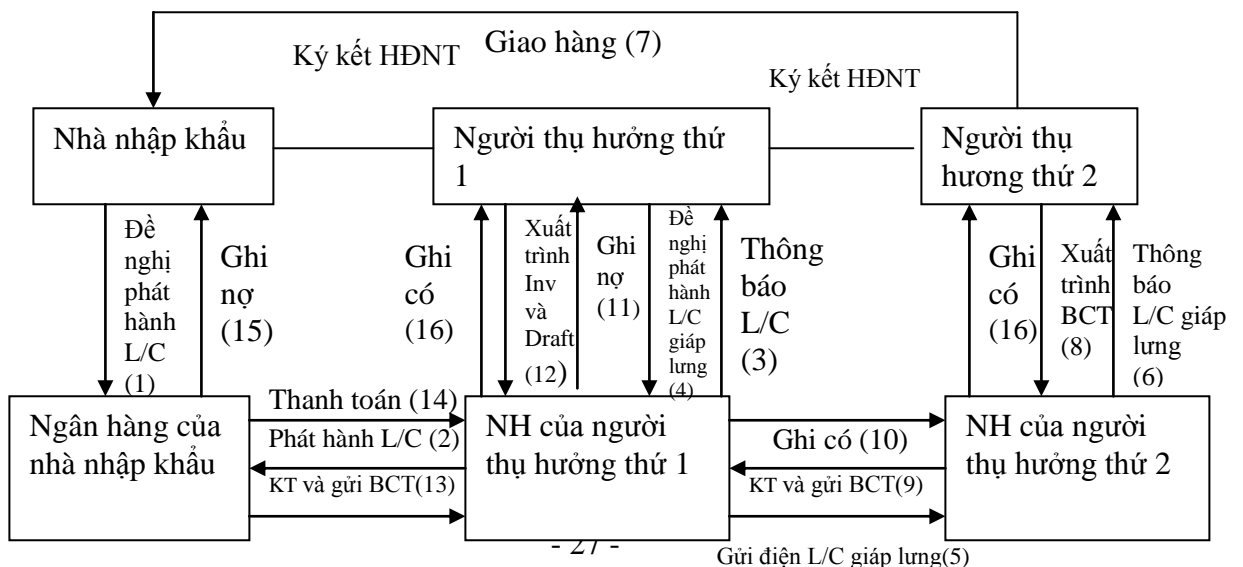 Giao hàng (7)
Ký kết HĐNT
Ký kết HĐNT
Nhà nhập khẩu
Người thụ hưởng thứ
1
Người thụ
hương thứ 2
Đề
nghị
phát
hành
L/C
(1)
Ghi
nợ
(15)
Ghi
có
(16)
Xuất
trình
Inv
và
Draft
(12)
Ghi
nợ
(11)
Đề
nghị
phát
hành
L/C
giáp
lưng
(4)
Thông
báo
L/C
(3)
Ghi
có
(16)
Xuất
trình
BCT
(8)
Thông
báo
L/C giáp
lưng
(6)
Ngân hàng của
nhà nhập khẩu
Thanh toán (14)
Phát hành L/C (2)
KT và gửi BCT(13)
NH của người
thụ hưởng thứ 1
Ghi có (10)
KT và gửi BCT(9)
NH của người
thụ hưởng thứ 2
- 27 -
Gửi điện L/C giáp lưng(5)